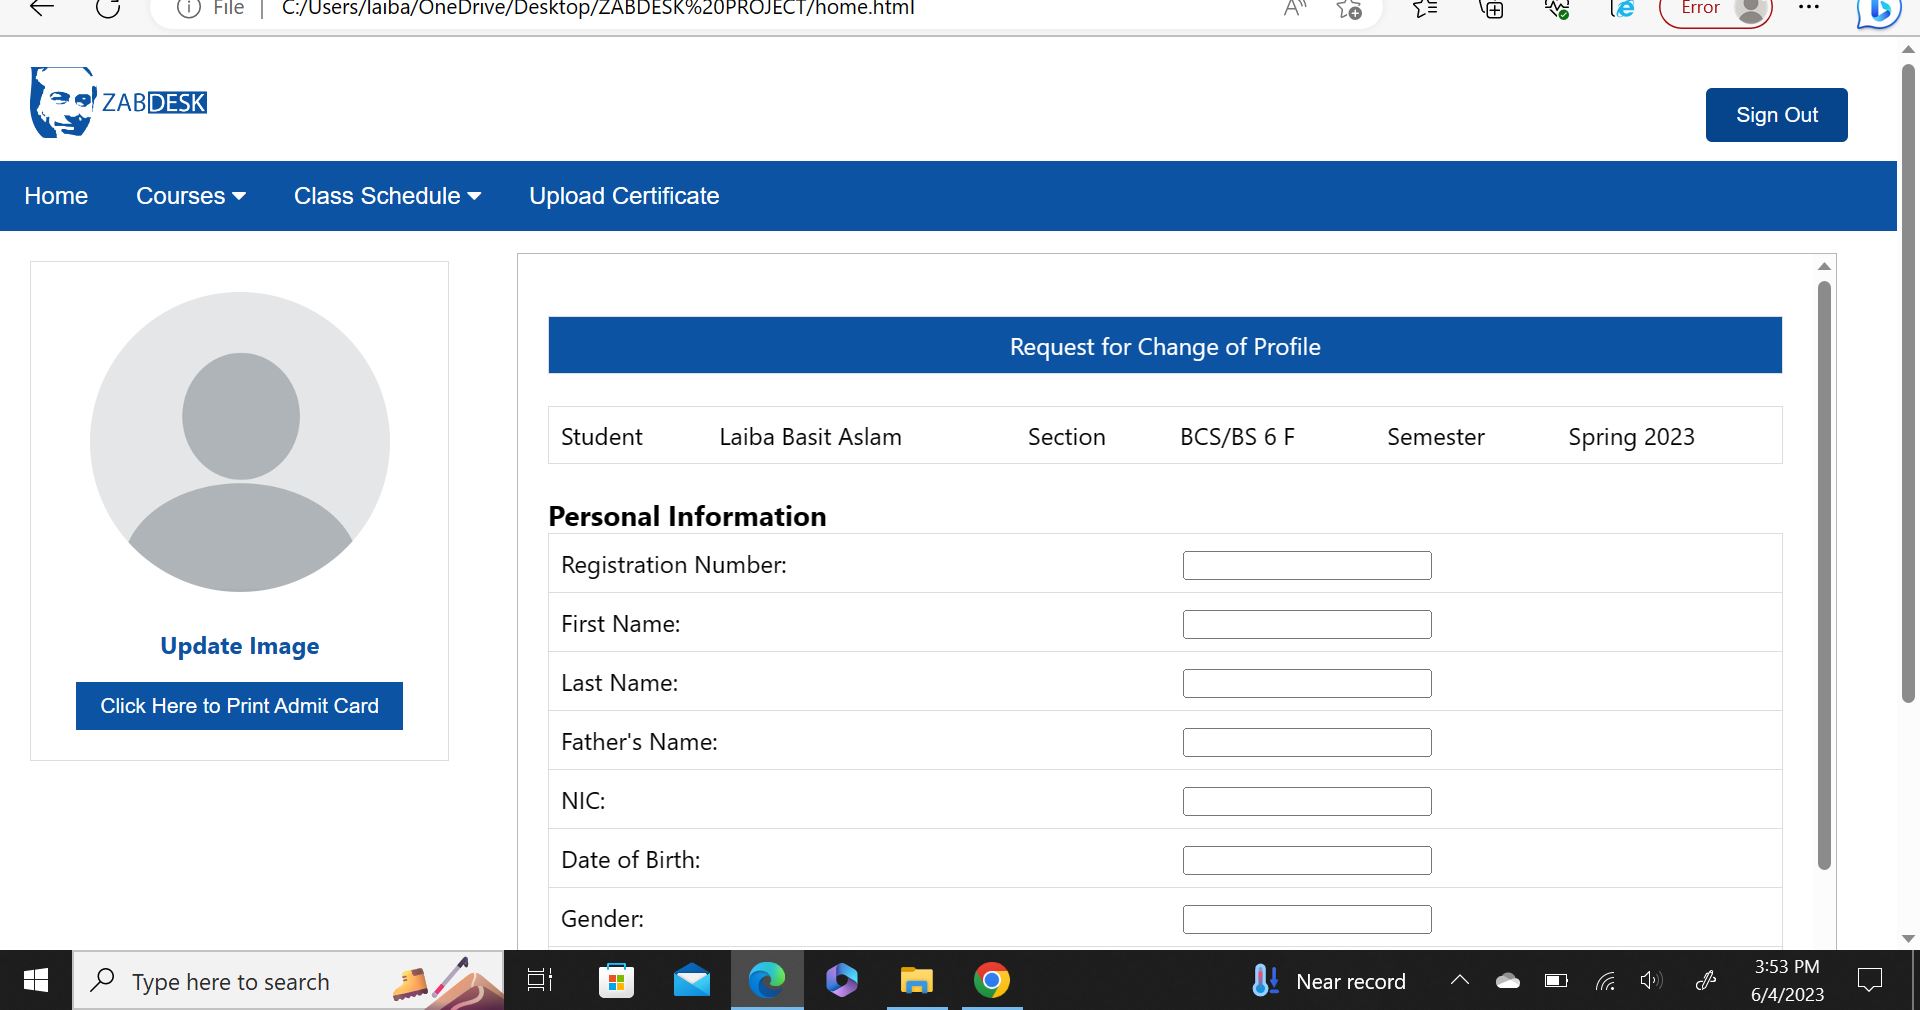 File C:/Users/laiba/OneDrive/Desktop/ZABDESK%20PROJECT/home.html
Error
ZABDESK
Sign Out
Home Courses Class Schedule Upload Certificate
Request for Change of Profile
Student Laiba Basit Aslam Section BCS/BS 6 F Semester Spring 2023
Personal Information
Registration Number:
First Name:
Last Name:
Father's Name:
NIC:
Date of Birth:
Gender:
Update Image
Click Here to Print Admit Card
Type here to search
Near record
3:53 PM
6/4/2023